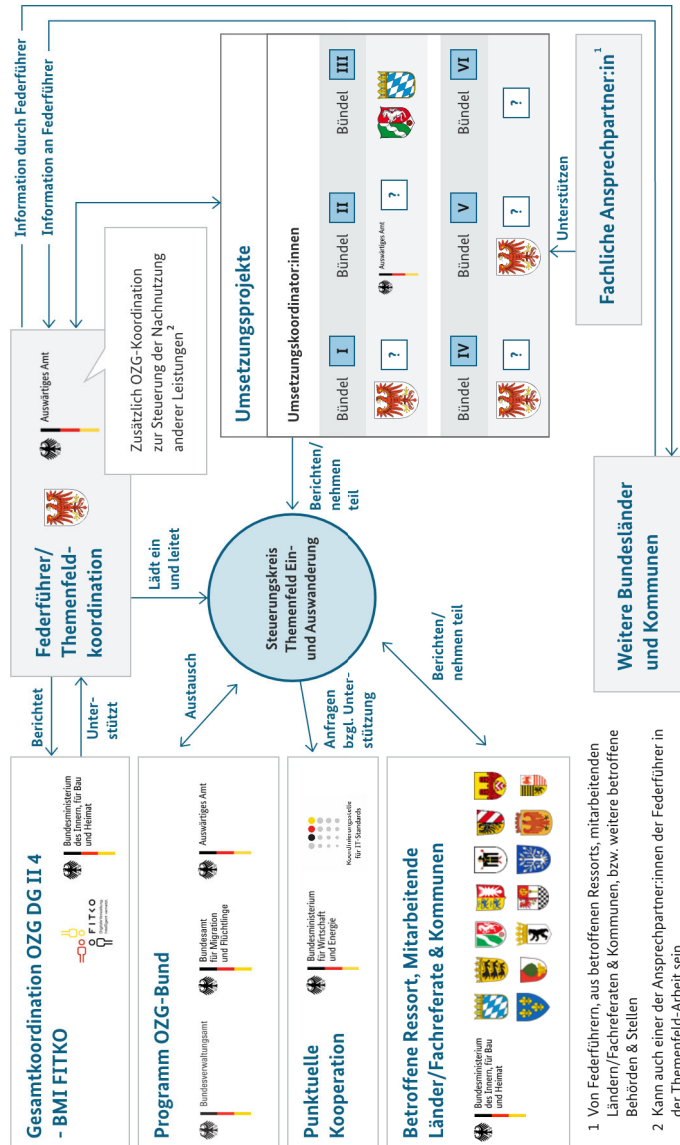 Gesamtkoordination OZG DG II 4
- BMI FITKO
FITKO
Bundesministerium
des Innern, für Bau
und Heimat
Berichtet
Unter-
stützt
Federführer/
Themenfeld-
koordination
Auswärtiges Amt
Information durch Federführer
Information an Federführer
Zusätzlich OZG-Koordination
zur Steuerung der Nachnutzung
anderer Leistungen²
Programm OZG-Bund
Bundesverwaltungsamt
Bundesamt
für Migration
und Flüchtlinge
Auswärtiges Amt
Austausch
Lädt ein
und leitet
Steuerungskreis
Themenfeld Ein-
und Auswanderung
Berichten/
nehmen
teil
Umsetzungsprojekte
Umsetzungskoordinator:innen
Bündel I
Bündel II
Bündel III
?
Auswärtiges Amt
?
Bündel IV
Bündel V
Bündel VI
?
?
?
Punktuelle
Kooperation
Bundesministerium
für Wirtschaft
und Energie
Koordinierungsstelle
für IT-Standards
Anfragen
bzgl. Unter-
stützung
Unterstützen
Fachliche Ansprechpartner:in¹
Betroffene Ressort, Mitarbeitende
Länder/Fachreferate & Kommunen
Bundesministerium
des Innern, für Bau
und Heimat
Berichten/
nehmen teil
Weitere Bundesländer
und Kommunen
1 Von Federführern, aus betroffenen Ressorts, mitarbeitenden
Ländern/Fachreferaten & Kommunen, bzw. weitere betroffene
Behörden & Stellen
2 Kann auch einer der Ansprechpartner:innen der Federführer in
der Themenfeld-Arbeit sein